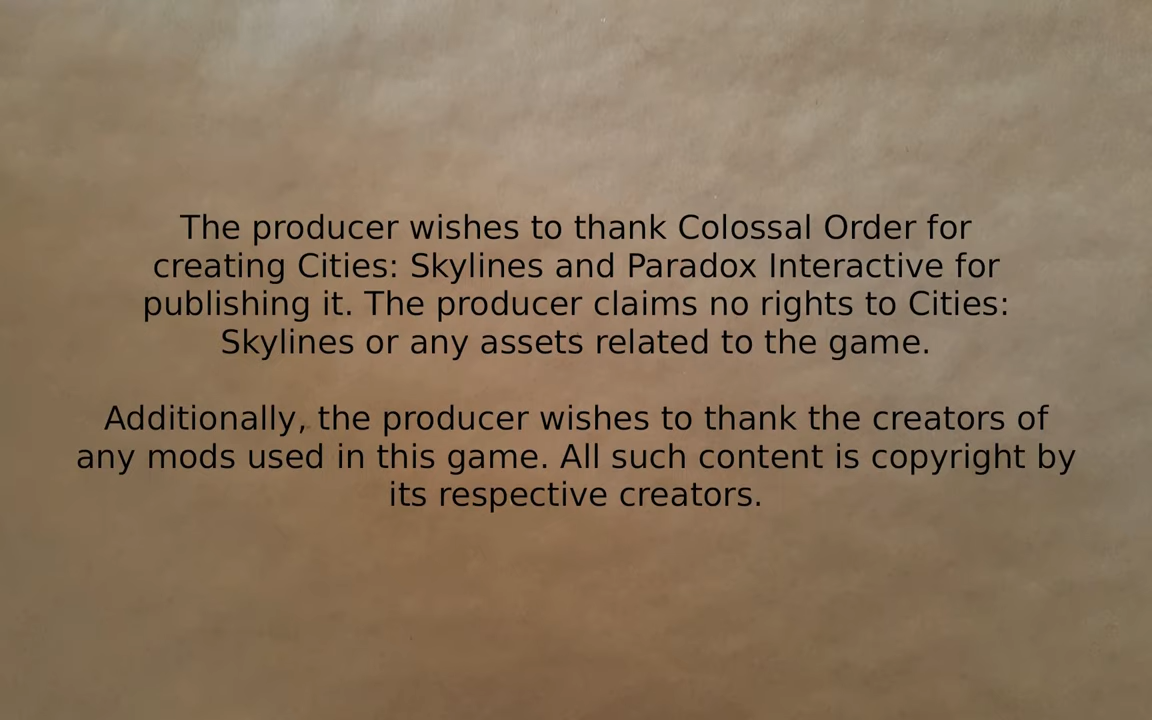 The producer wishes to thank Colossal Order for
creating Cities: Skylines and Paradox Interactive for
publishing it. The producer claims no rights to Cities:
Skylines or any assets related to the game.
Additionally, the producer wishes to thank the creators of
any mods used in this game. All such content is copyright by
its respective creators.